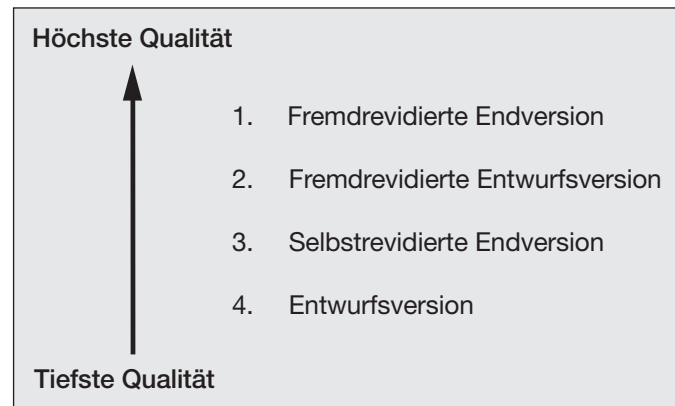 Höchste Qualität
1. Fremdrevidierte Endversion
2. Fremdrevidierte Entwurfsversion
3. Selbstrevidierte Endversion
4. Entwurfsversion
Tiefste Qualität